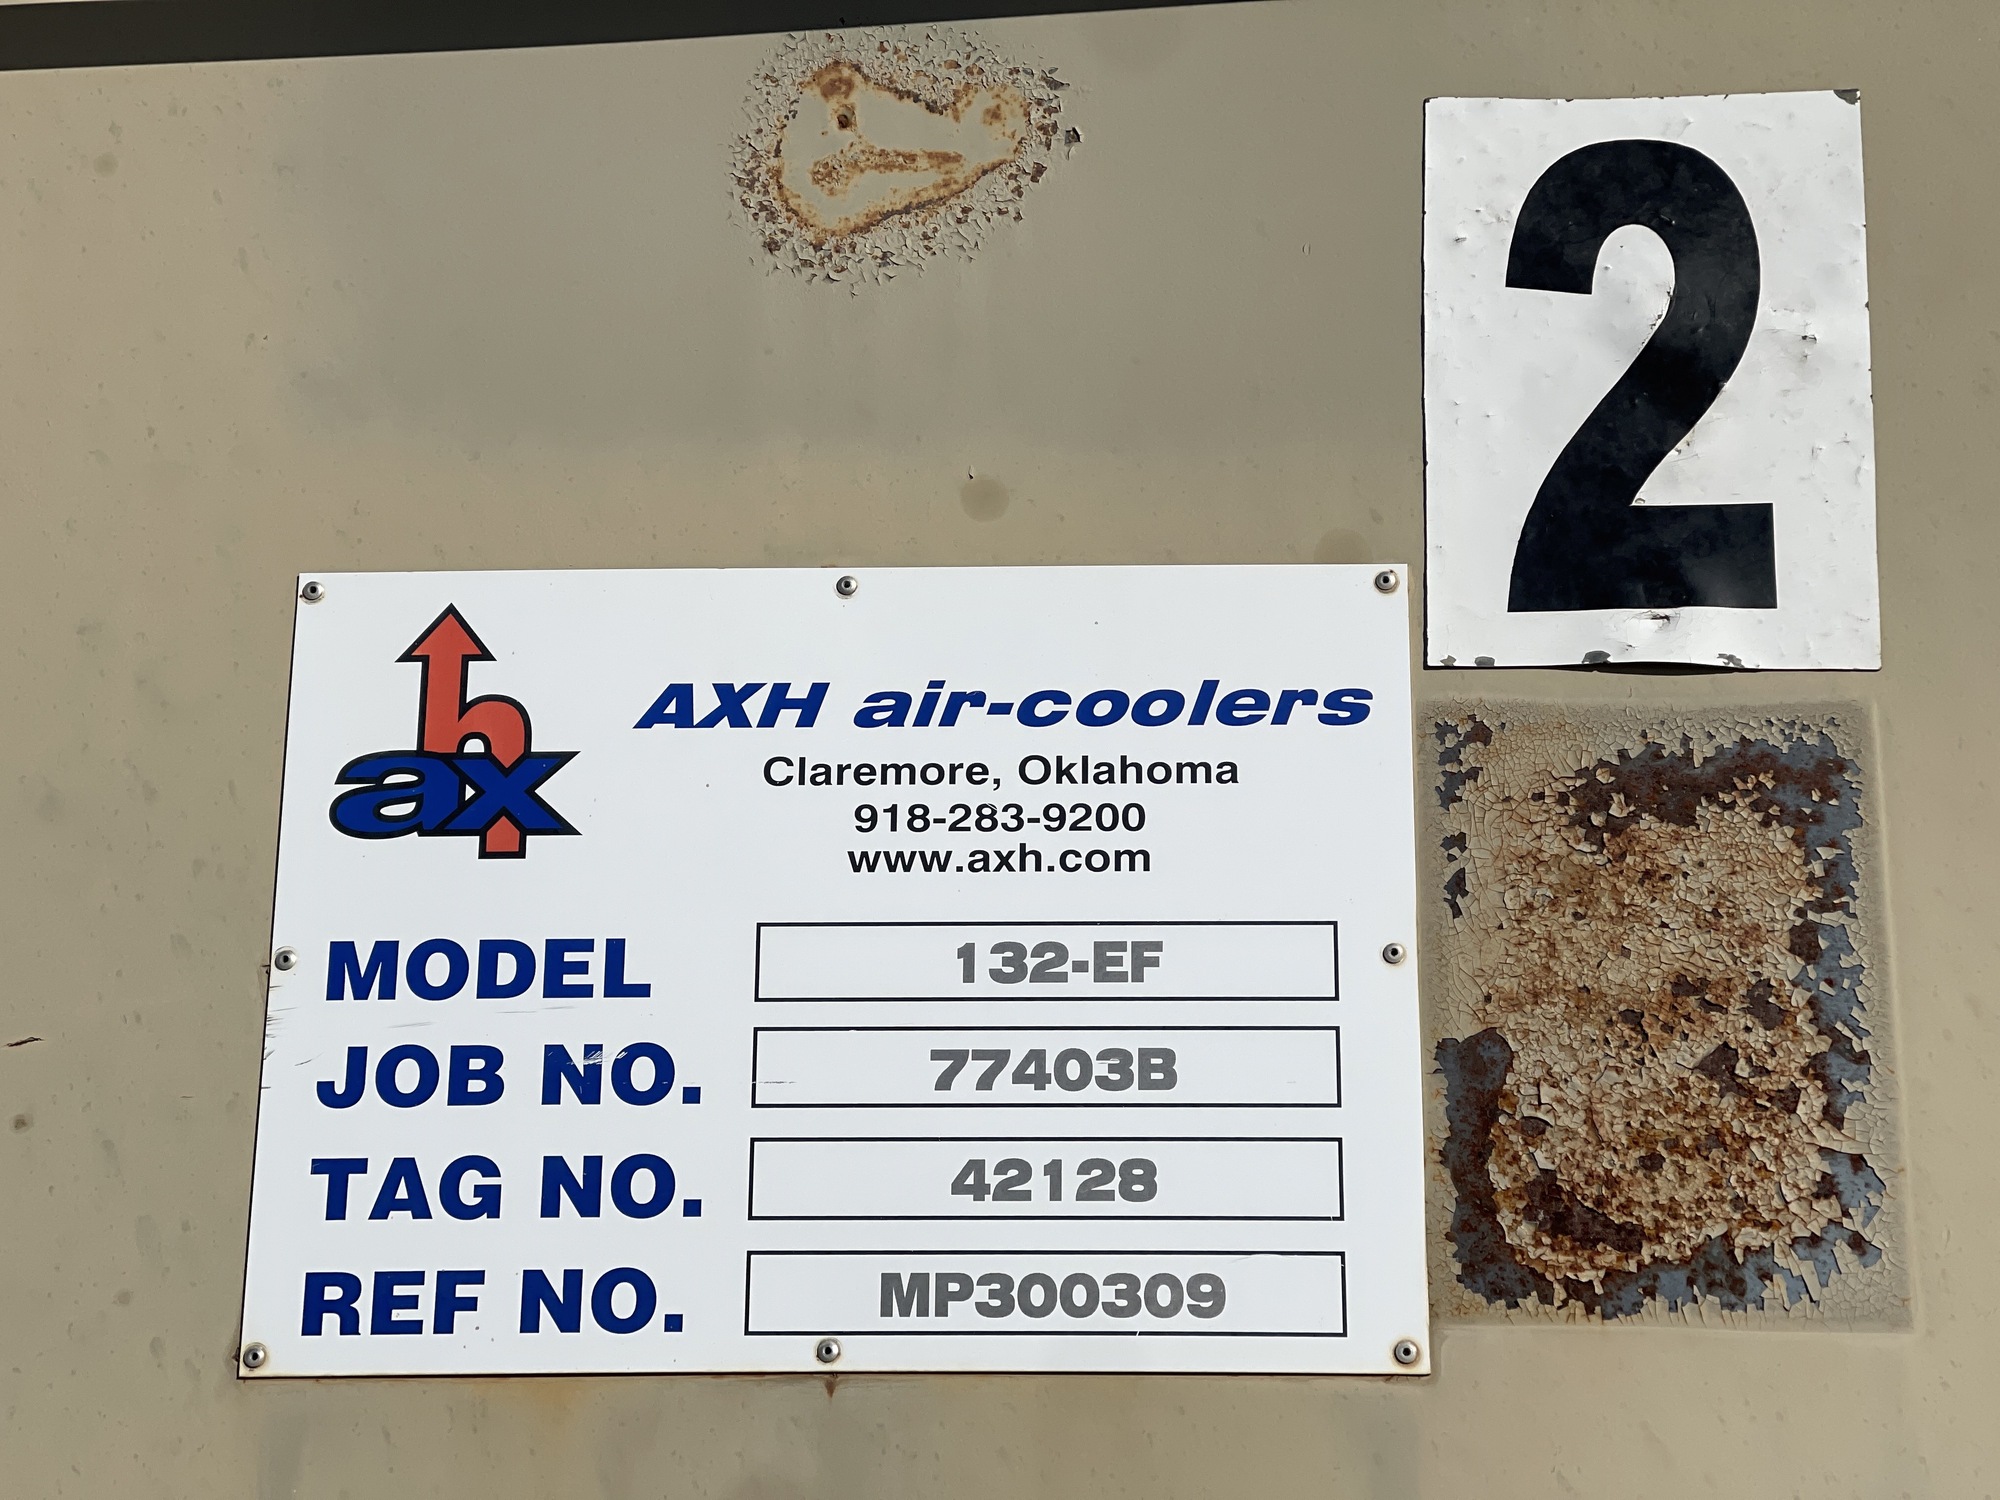 2
hax
AXH air-coolers
Claremore, Oklahoma
918-283-9200
www.axh.com
MODEL 132-EF
JOB NO. 77403B
TAG NO. 42128
REF NO. MP300309